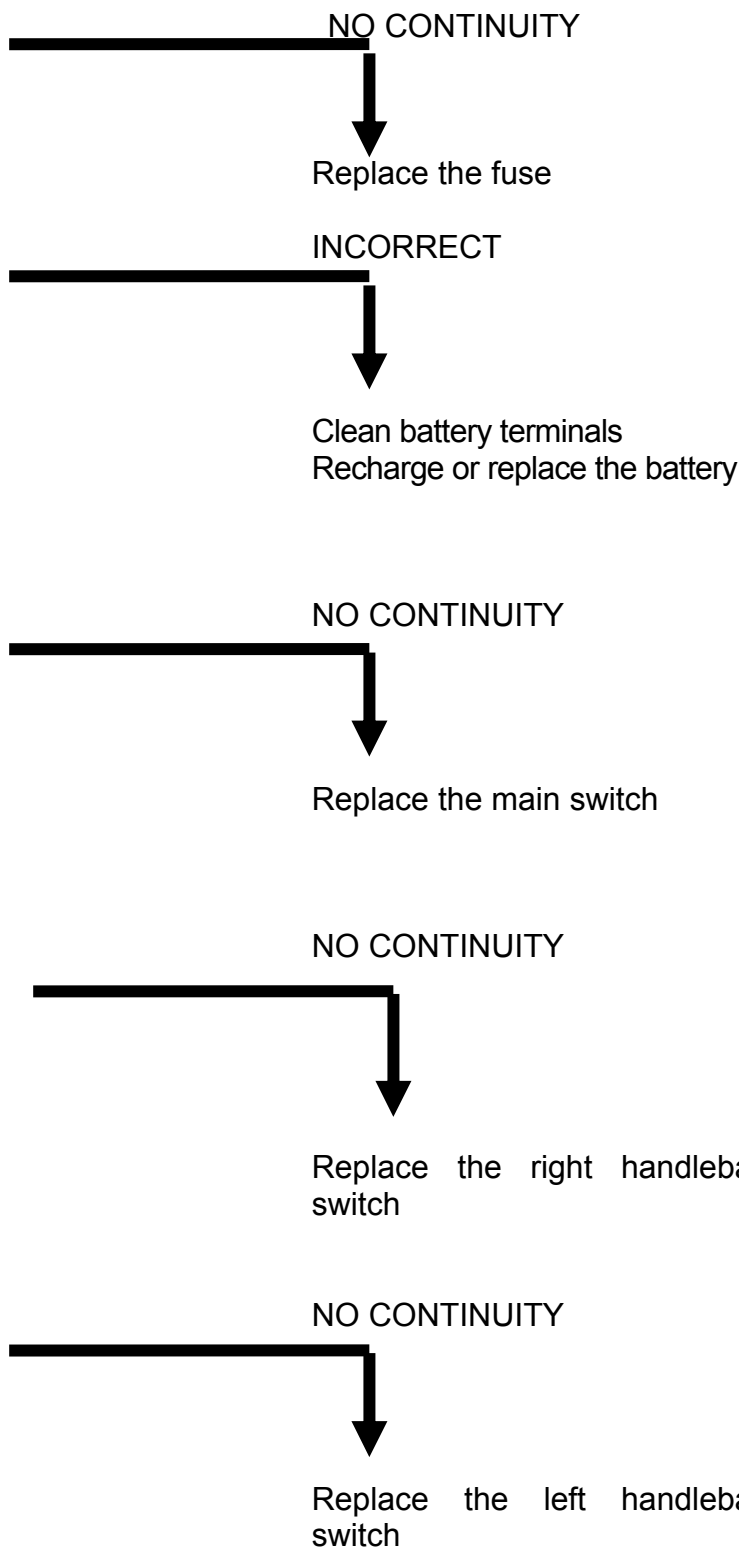 NO CONTINUITY
Replace the fuse
INCORRECT
Clean battery terminals
Recharge or replace the battery
NO CONTINUITY
Replace the main switch
NO CONTINUITY
Replace the right handleba
switch
NO CONTINUITY
Replace the left handleba
switch